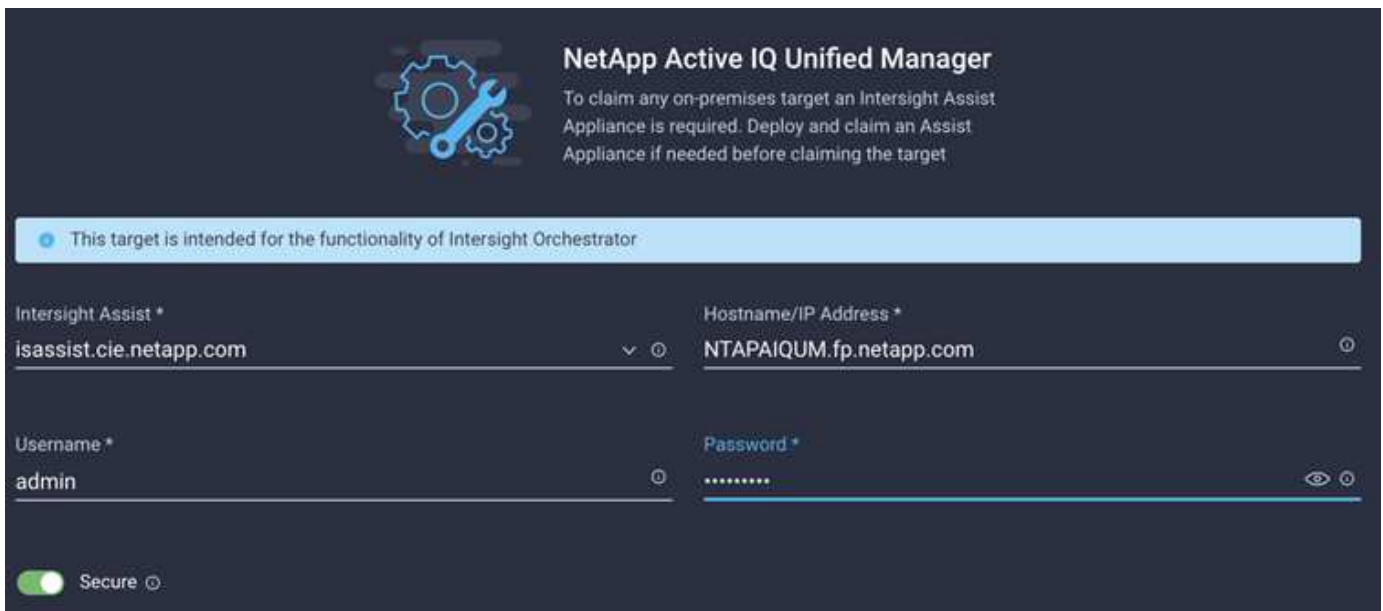 NetApp Active IQ Unified Manager
To claim any on-premises target an Intersight Assist
Appliance is required. Deploy and claim an Assist
Appliance if needed before claiming the target
This target is intended for the functionality of Intersight Orchestrator
Intersight Assist *
isassist.cie.netapp.com
Hostname/IP Address *
NTAPAIQUM.fp.netapp.com
Username *
admin
Password *
•••••••••
Secure